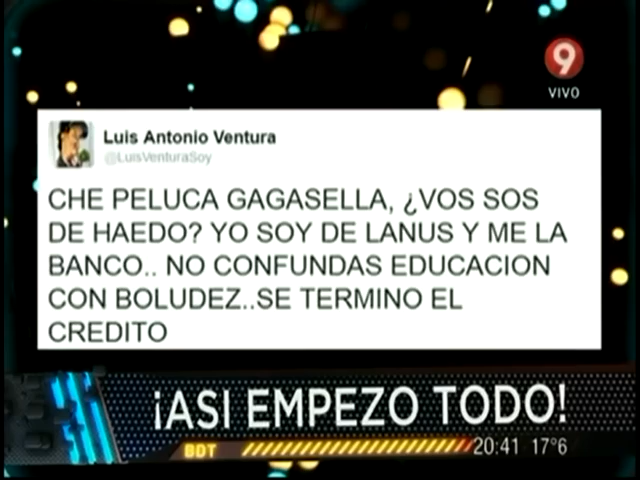 9
VIVO
Luis Antonio Ventura
@LuisVenturaSoy
CHE PELUCA GAGASELLA, ¿VOS SOS
DE HAEDO? YO SOY DE LANUS Y ME LA
BANCO.. NO CONFUNDAS EDUCACION
CON BOLUDEZ..SE TERMINO EL
CREDITO
¡ASI EMPEZO TODO!
BDT
20:41 17°6